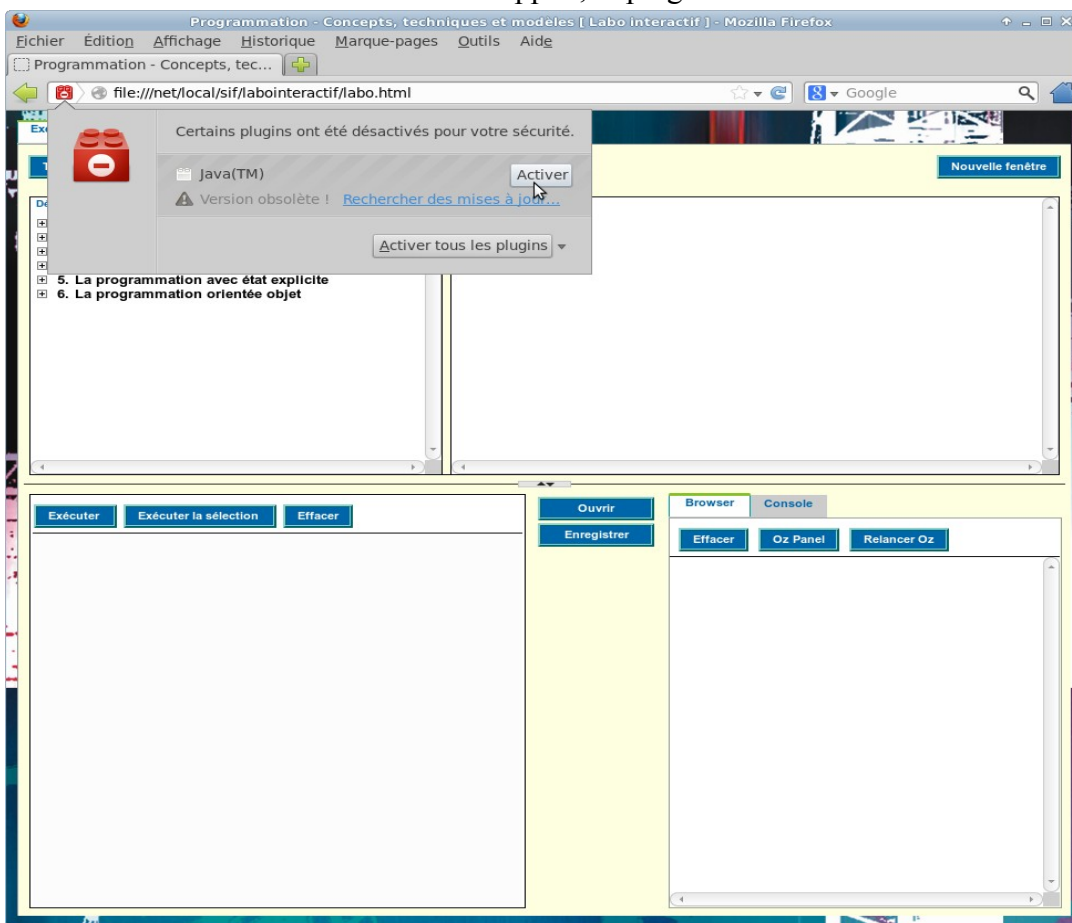 Programmation - Concepts, techniques et modèles [ Labo interactif ] - Mozilla Firefox
Fichier Édition Affichage Historique Marque-pages Outils Aide
Programmation - Concepts, tec...
file:///net/local/sif/labointeractif/labo.html
Google
Certains plugins ont été désactivés pour votre sécurité.
Java(TM)
Activer
Version obsolète ! Rechercher des mises à jour...
Activer tous les plugins
Nouvelle fenêtre
5. La programmation avec état explicite
6. La programmation orientée objet
Exécuter Exécuter la sélection Effacer
Ouvrir
Enregistrer
Browser Console
Effacer Oz Panel Relancer Oz